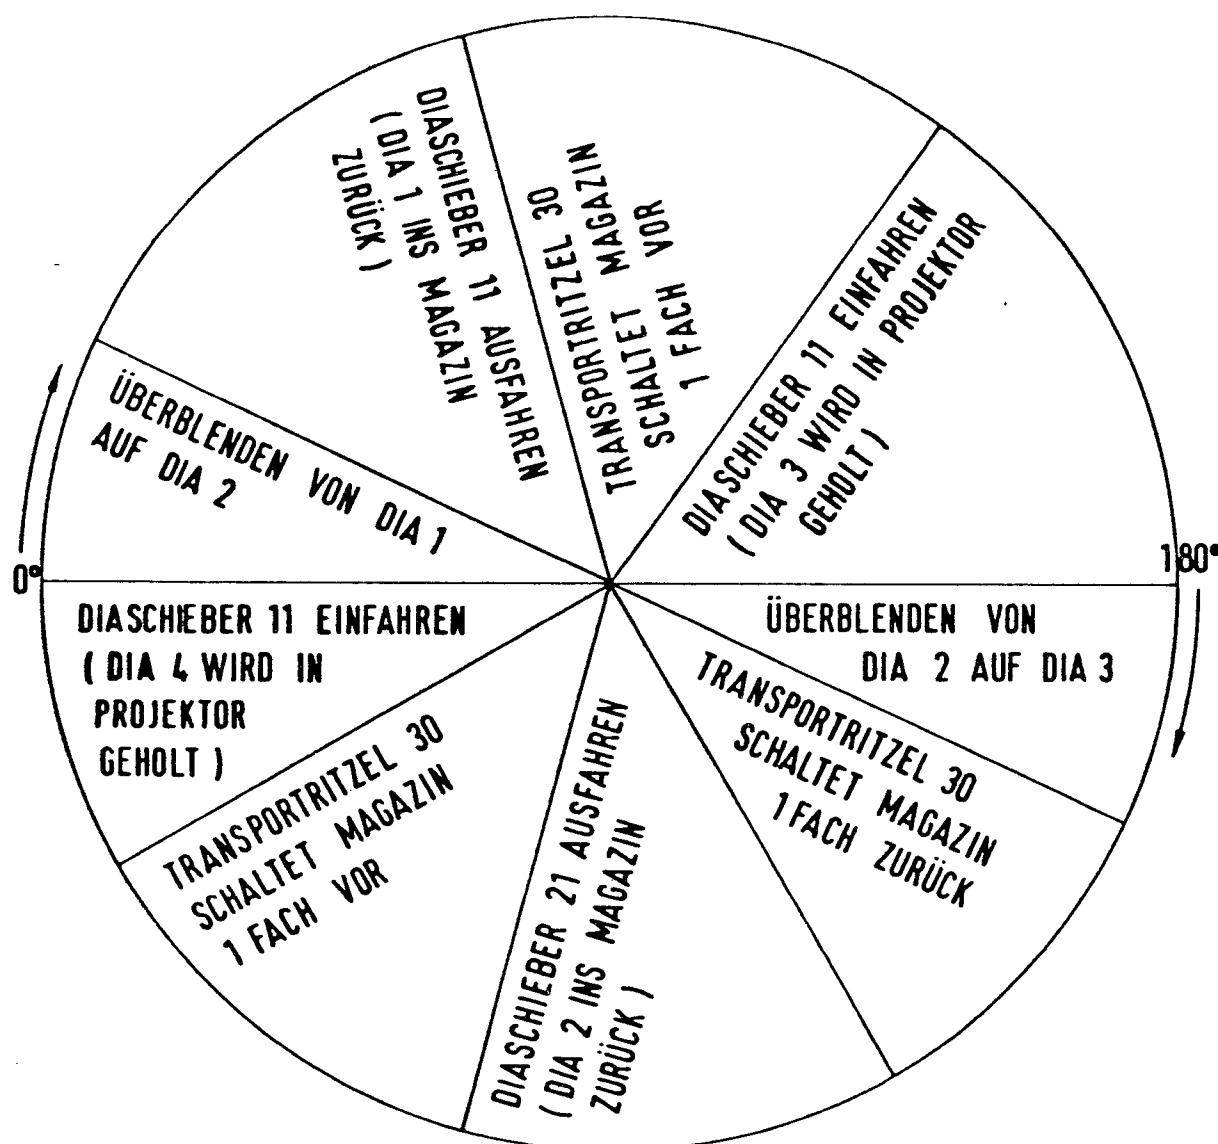 0°
ÜBERBLENDEN VON DIA 1
AUF DIA 2
DIASCHIEBER 11 AUSFAHREN
( DIA 1 INS MAGAZIN
ZURÜCK )
TRANSPORTRITZEL 30
SCHALTET MAGAZIN
1 FACH VOR
DIASCHIEBER 11 EINFAHREN
( DIA 3 WIRD IN PROJEKTOR
GEHOLT )
180°
ÜBERBLENDEN VON
DIA 2 AUF DIA 3
TRANSPORTRITZEL 30
SCHALTET MAGAZIN
1 FACH ZURÜCK
DIASCHIEBER 21 AUSFAHREN
( DIA 2 INS MAGAZIN
ZURÜCK )
TRANSPORTRITZEL 30
SCHALTET MAGAZIN
1 FACH VOR
DIASCHIEBER 11 EINFAHREN
( DIA 4 WIRD IN
PROJEKTOR
GEHOLT )